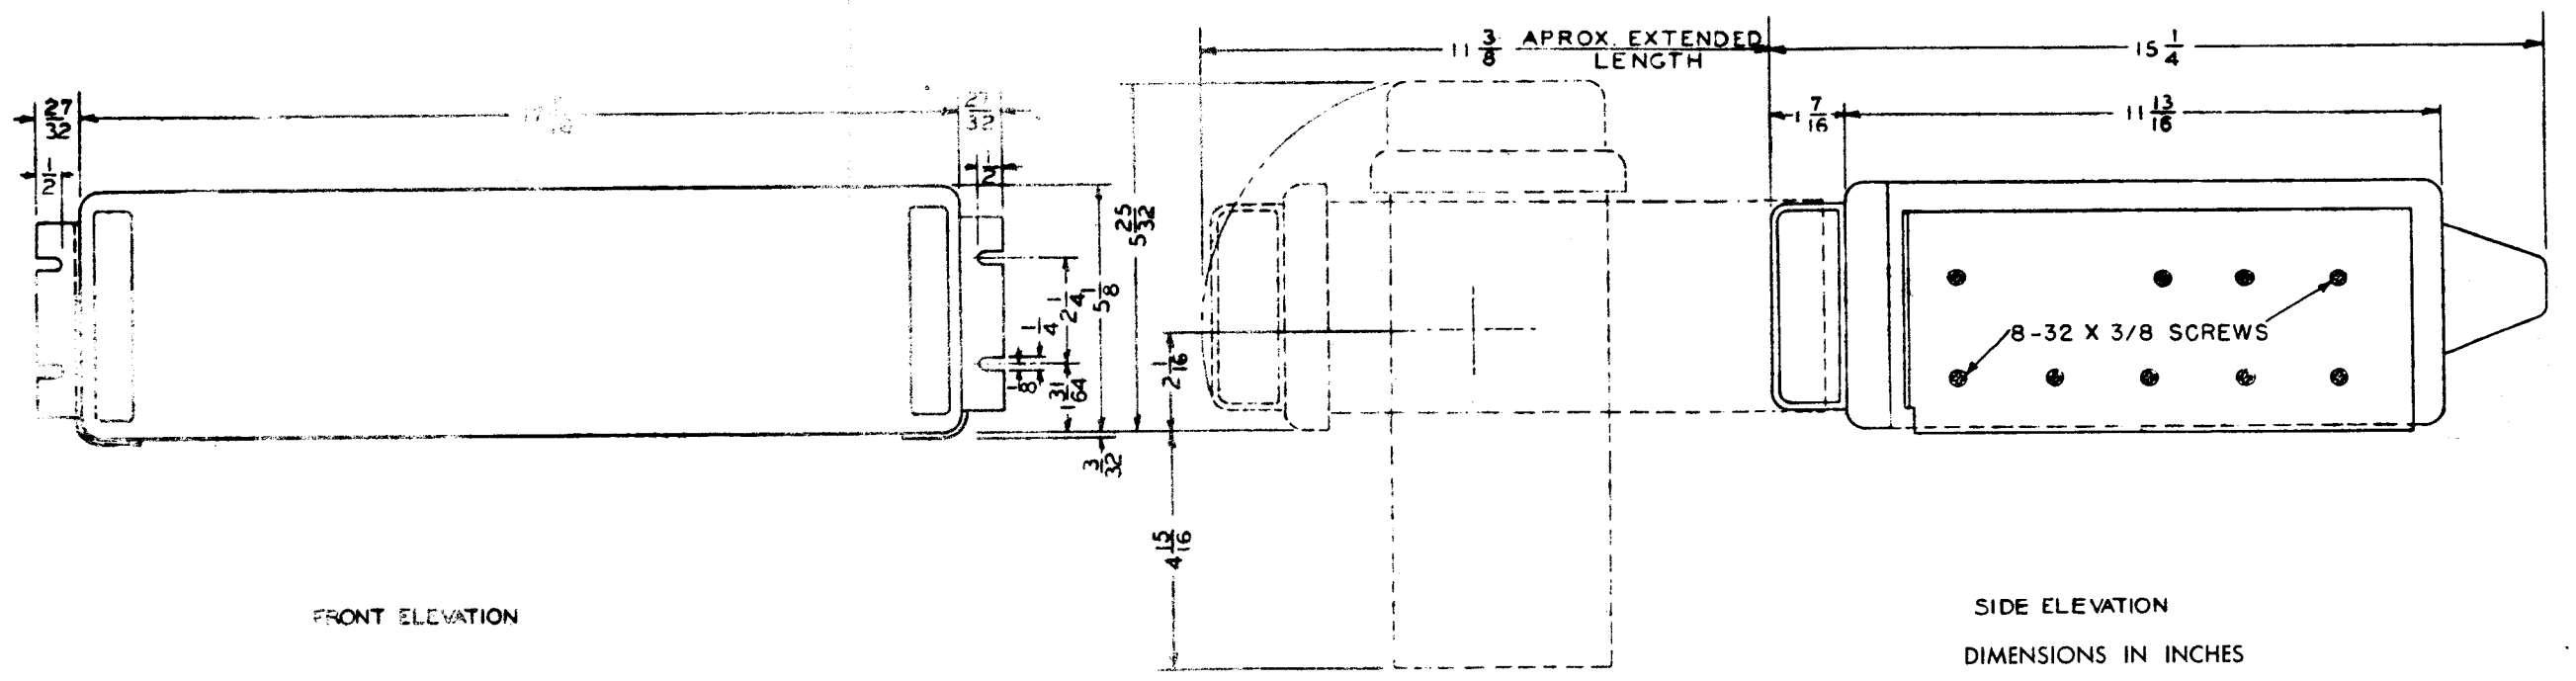 27/32
27/32
1/2
1/2
5 25/32
5 1/8
2 1/4
1/4
1/8
1 31/64
3/32
2 1/16
4 15/16
11 3/8 APROX. EXTENDED
LENGTH
15 1/4
1 7/16
11 13/16
8-32 X 3/8 SCREWS
FRONT ELEVATION
SIDE ELEVATION
DIMENSIONS IN INCHES